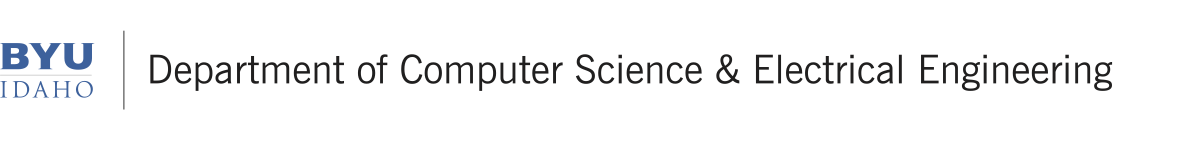 BYU
IDAHO
Department of Computer Science & Electrical Engineering